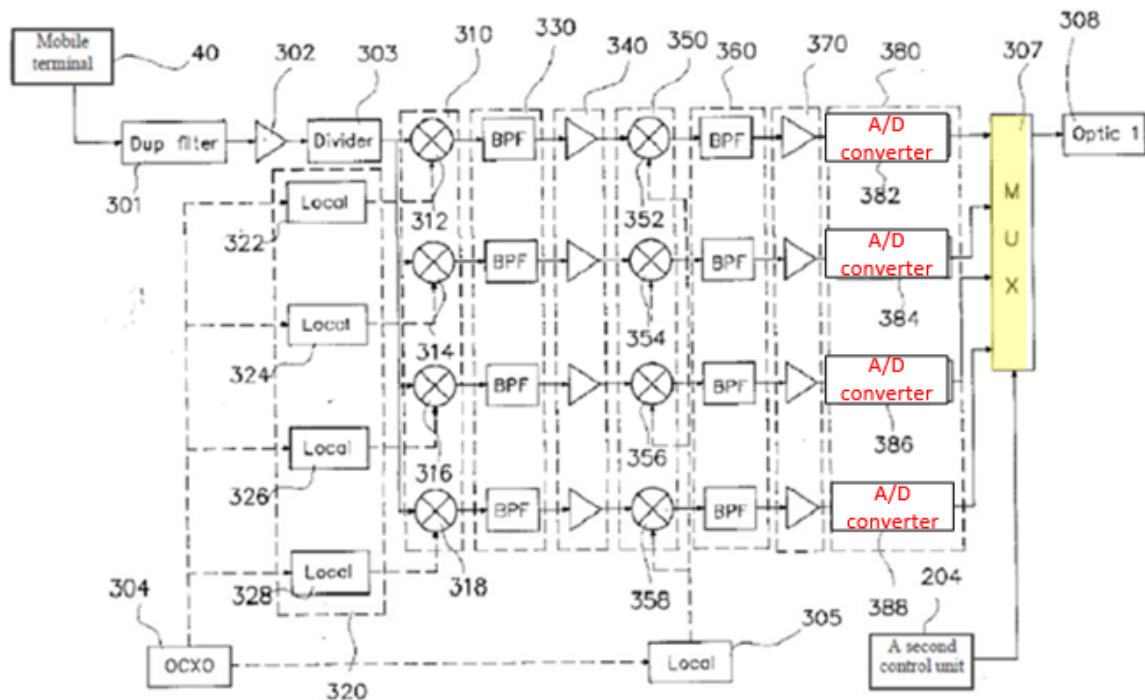 Mobile
terminal
40
302
303
310
330
340
350
360
370
380
307
308
Dup filter
Divider
BPF
BPF
A/D
converter
Optic 1
301
Local
322
312
352
382
M
U
X
BPF
BPF
A/D
converter
Local
324
314
354
384
BPF
BPF
A/D
converter
Local
326
316
356
386
BPF
BPF
A/D
converter
Local
328
318
358
388
204
304
305
OCXO
320
Local
A second
control unit